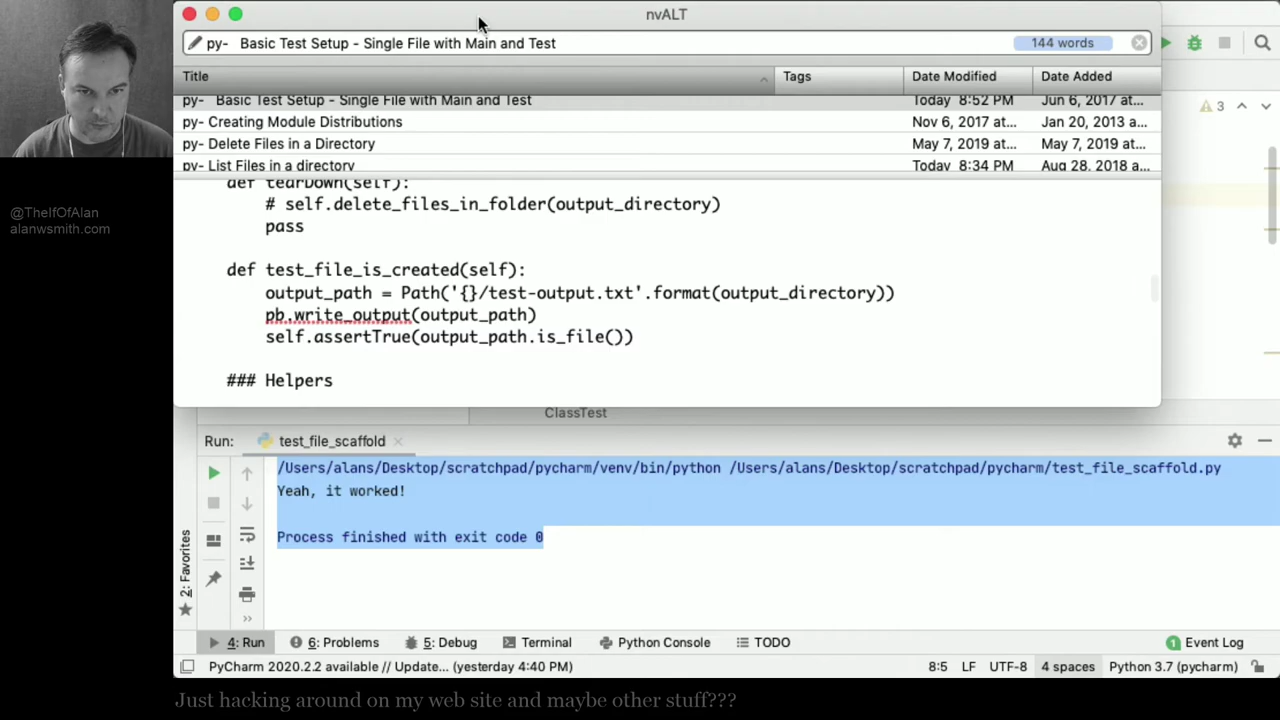 nvALT
py-  Basic Test Setup - Single File with Main and Test
144 words
Title
Tags
Date Modified
Date Added
py-  Basic Test Setup - Single File with Main and Test
Today  8:52 PM
Jun 6, 2017 at...
py- Creating Module Distributions
Nov 6, 2017 at...
Jan 20, 2013 a...
py- Delete Files in a Directory
May 7, 2019 at...
May 7, 2019 at...
py- List Files in a directory
Today  8:34 PM
Aug 28, 2018 a...
3
def tearDown(self):
# self.delete_files_in_folder(output_directory)
pass
def test_file_is_created(self):
output_path = Path('{}/test-output.txt'.format(output_directory))
pb.write_output(output_path)
self.assertTrue(output_path.is_file())
### Helpers
@TheIfOfAlan
alanwsmith.com
ClassTest
Run:
test_file_scaffold
/Users/alans/Desktop/scratchpad/pycharm/venv/bin/python /Users/alans/Desktop/scratchpad/pycharm/test_file_scaffold.py
Yeah, it worked!
Process finished with exit code 0
2: Favorites
4: Run
6: Problems
5: Debug
Terminal
Python Console
TODO
1
Event Log
PyCharm 2020.2.2 available // Update... (yesterday 4:40 PM)
8:5
LF
UTF-8
4 spaces
Python 3.7 (pycharm)
Just hacking around on my web site and maybe other stuff???